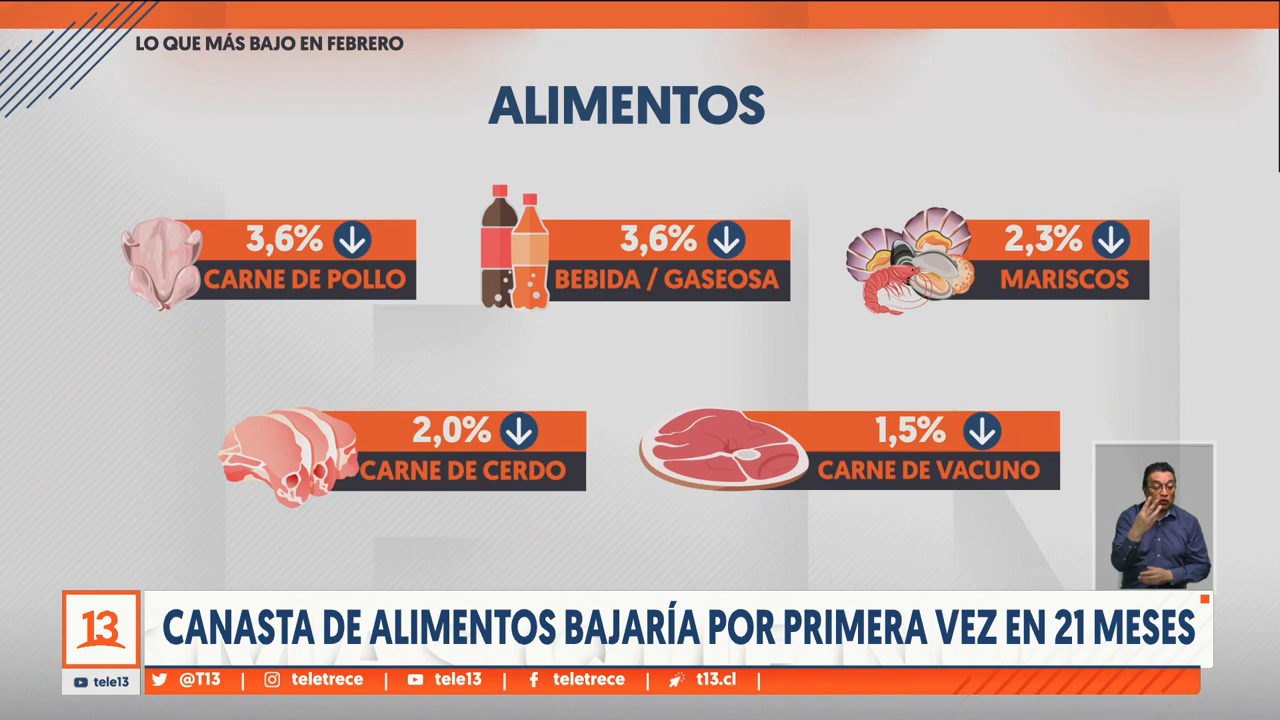 LO QUE MÁS BAJO EN FEBRERO
ALIMENTOS
3,6%
CARNE DE POLLO
3,6%
BEBIDA / GASEOSA
2,3%
MARISCOS
2,0%
CARNE DE CERDO
1,5%
CARNE DE VACUNO
13
CANASTA DE ALIMENTOS BAJARÍA POR PRIMERA VEZ EN 21 MESES
tele13
@T13 | teletrece | tele13 | teletrece | t13.cl |